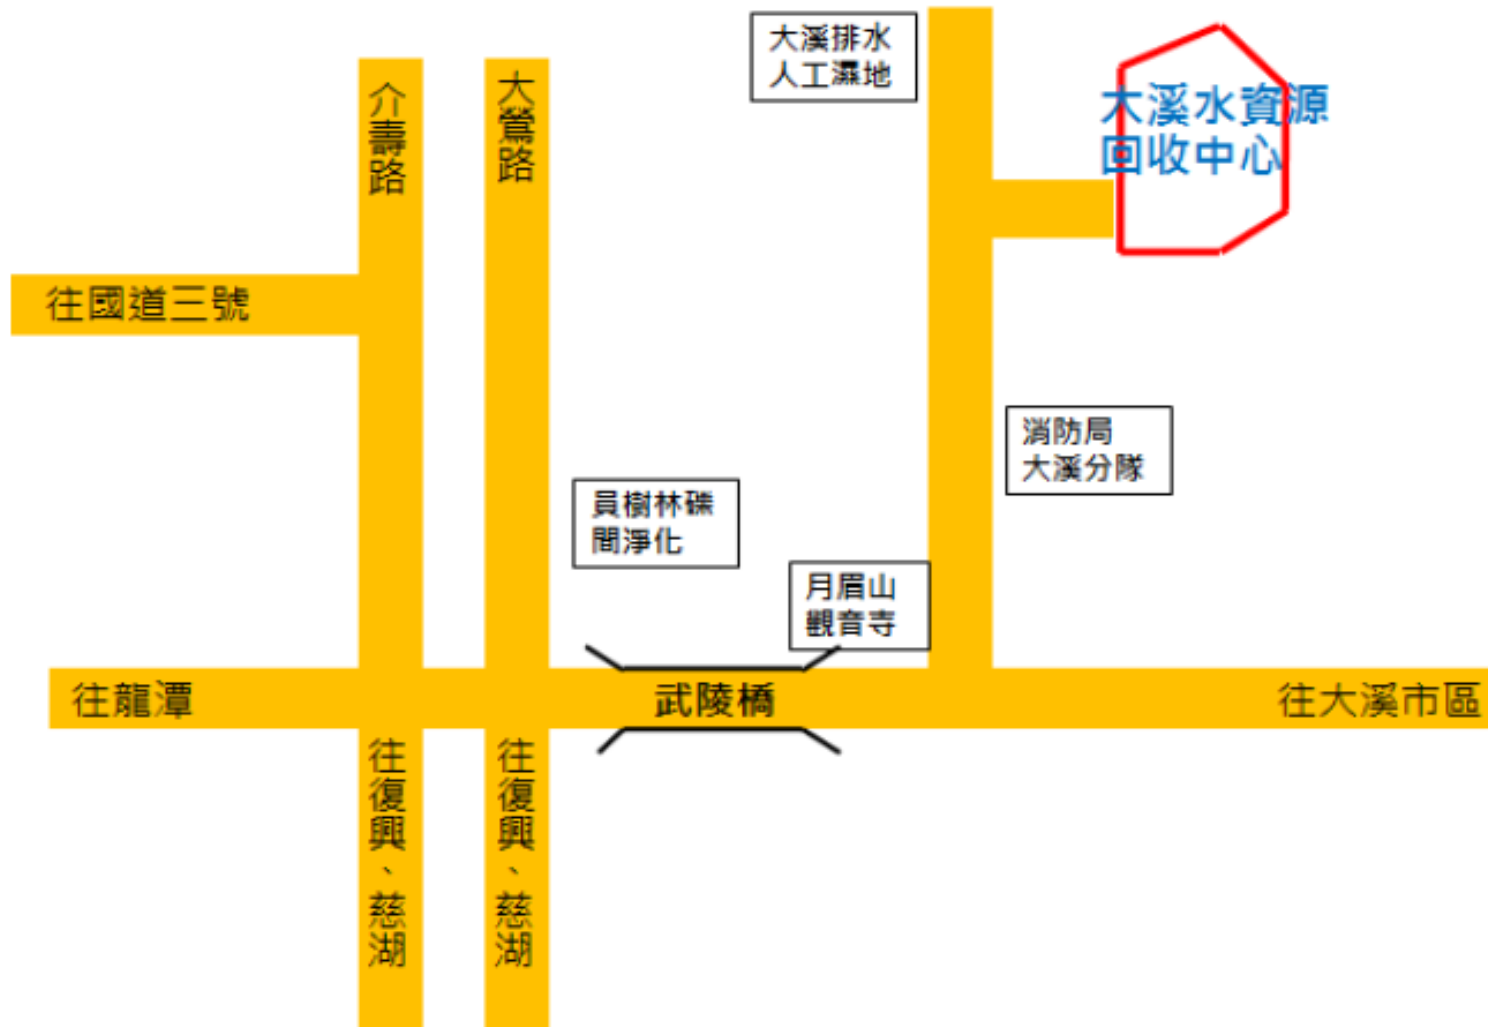 大溪排水
人工濕地
大溪水資源
回收中心
介壽路
大鶯路
往國道三號
消防局
大溪分隊
員樹林礫
間淨化
月眉山
觀音寺
往龍潭
武陵橋
往大溪市區
往復興、慈湖
往復興、慈湖